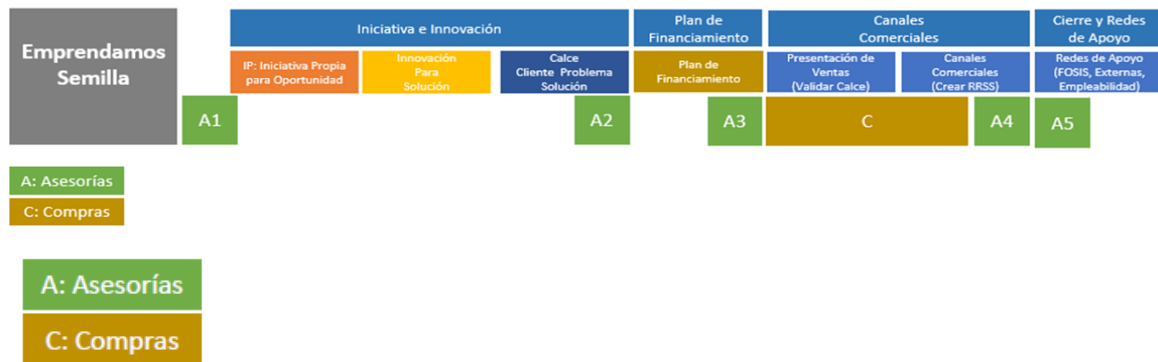 Emprendamos
Semilla
Iniciativa e Innovación
Plan de
Financiamiento
Canales
Comerciales
Cierre y Redes
de Apoyo
IP: Iniciativa Propia
para Oportunidad
Innovación
Para
Solución
Calce
Cliente Problema
Solución
Plan de
Financiamiento
Presentación de
Ventas
(Validar Calce)
Canales
Comerciales
(Crear RRSS)
Redes de Apoyo
(FOSIS, Externas,
Empleabilidad)
A1
A2
A3
C
A4
A5
A: Asesorías
C: Compras
A: Asesorías
C: Compras